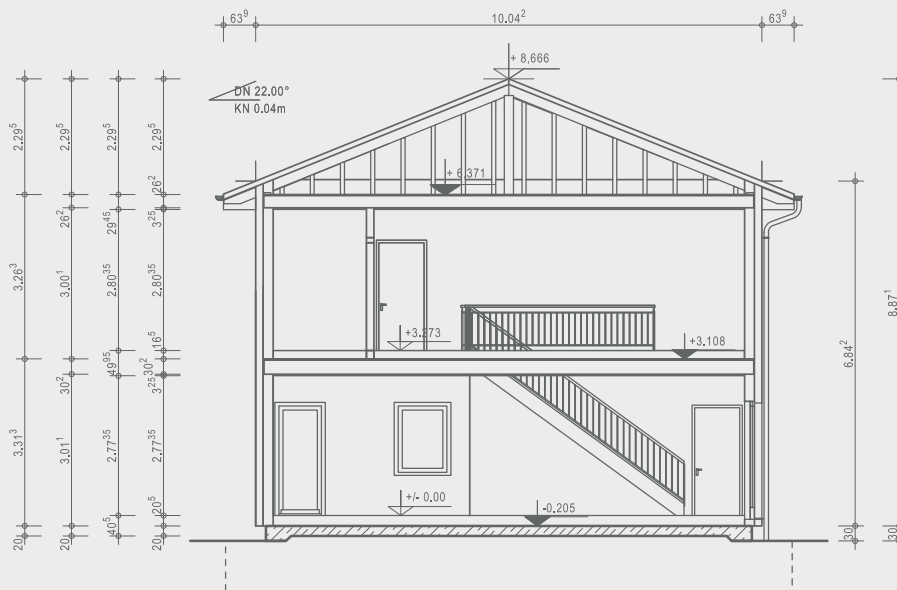 63⁹ 10.04² 63⁹
+ 8,666
DN 22.00°
KN 0.04m
2.29⁵ 2.29⁵ 2.29⁵ 2.29⁵
+ 6,371
26²
26² 29⁴⁵ 3²⁵
3.26³ 3.00¹ 2.80³⁵ 2.80³⁵
8.87¹
6.84²
+3.273
+3.108
16⁵
30² 49⁹⁵ 30²
3²⁵
3.31³ 3.01¹ 2.77³⁵ 2.77³⁵
+/- 0.00
-0.205
20⁵
40⁵
20 20 20
30 30